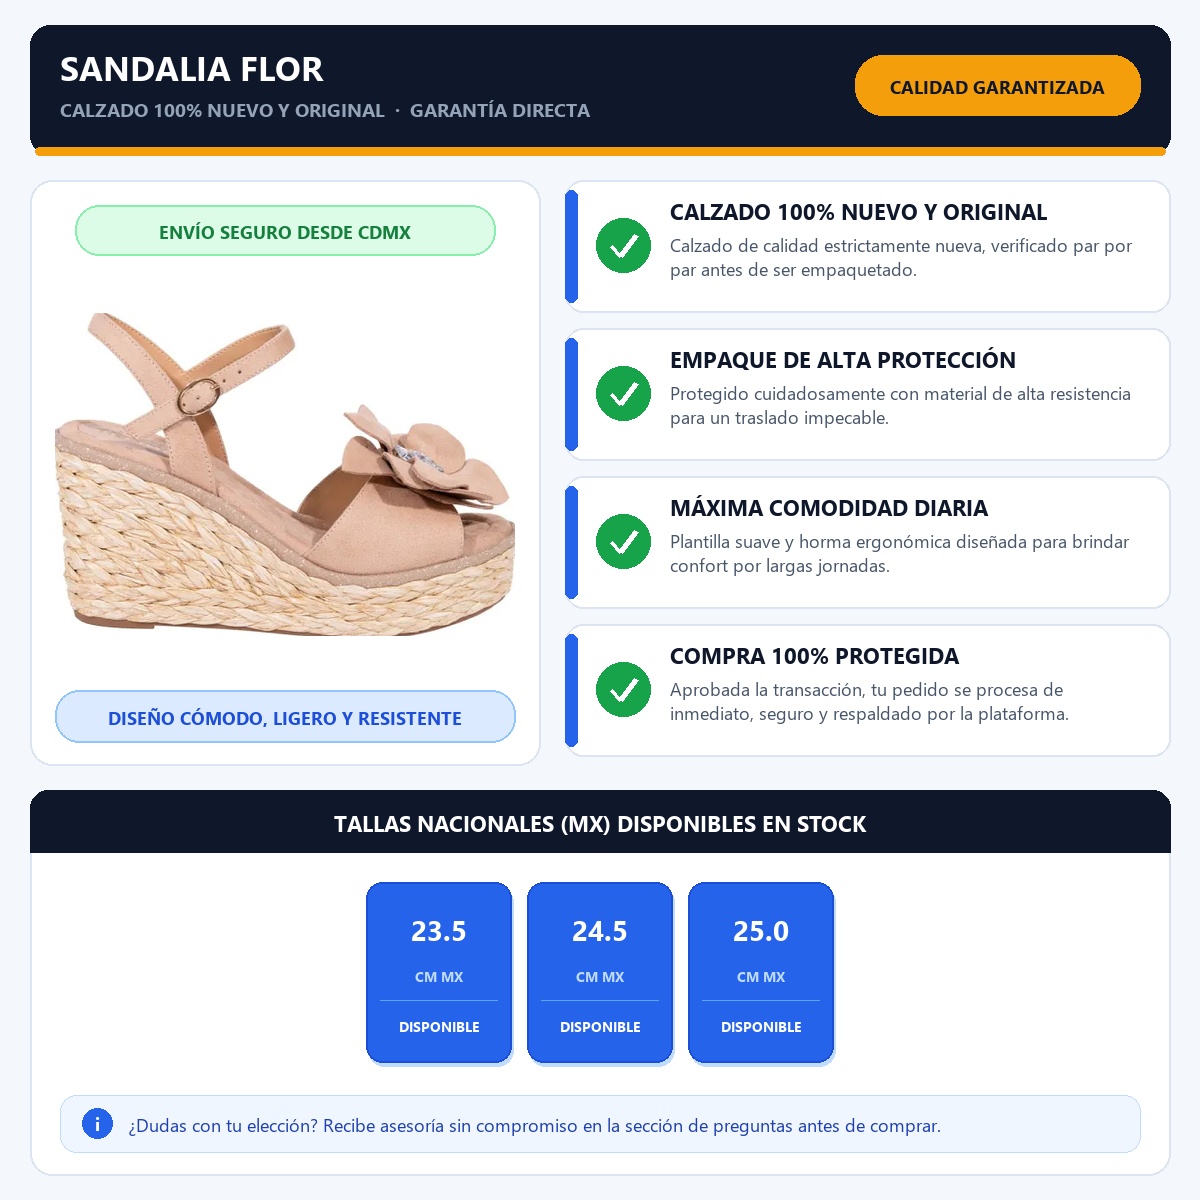 SANDALIA FLOR
CALZADO 100% NUEVO Y ORIGINAL · GARANTÍA DIRECTA
CALIDAD GARANTIZADA
ENVÍO SEGURO DESDE CDMX
DISEÑO CÓMODO, LIGERO Y RESISTENTE
CALZADO 100% NUEVO Y ORIGINAL
Calzado de calidad estrictamente nueva, verificado par por
par antes de ser empaquetado.
EMPAQUE DE ALTA PROTECCIÓN
Protegido cuidadosamente con material de alta resistencia
para un traslado impecable.
MÁXIMA COMODIDAD DIARIA
Plantilla suave y horma ergonómica diseñada para brindar
confort por largas jornadas.
COMPRA 100% PROTEGIDA
Aprobada la transacción, tu pedido se procesa de
inmediato, seguro y respaldado por la plataforma.
TALLAS NACIONALES (MX) DISPONIBLES EN STOCK
23.5
CM MX
DISPONIBLE
24.5
CM MX
DISPONIBLE
25.0
CM MX
DISPONIBLE
¿Dudas con tu elección? Recibe asesoría sin compromiso en la sección de preguntas antes de comprar.